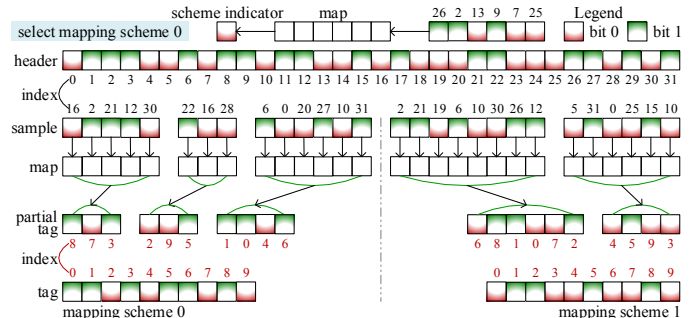 scheme indicator map 26 2 13 9 7 25 Legend
select mapping scheme 0 bit 0 bit 1
header
0 1 2 3 4 5 6 7 8 9 10 11 12 13 14 15 16 17 18 19 20 21 22 23 24 25 26 27 28 29 30 31
index
16 2 21 12 30 22 16 28 6 0 20 27 10 31 2 21 19 6 10 30 26 12 5 31 0 25 15 10
sample
map
partial
tag
8 7 3 2 9 5 1 0 4 6 6 8 1 0 7 2 4 5 9 3
index
0 1 2 3 4 5 6 7 8 9 0 1 2 3 4 5 6 7 8 9
tag
mapping scheme 0 mapping scheme 1